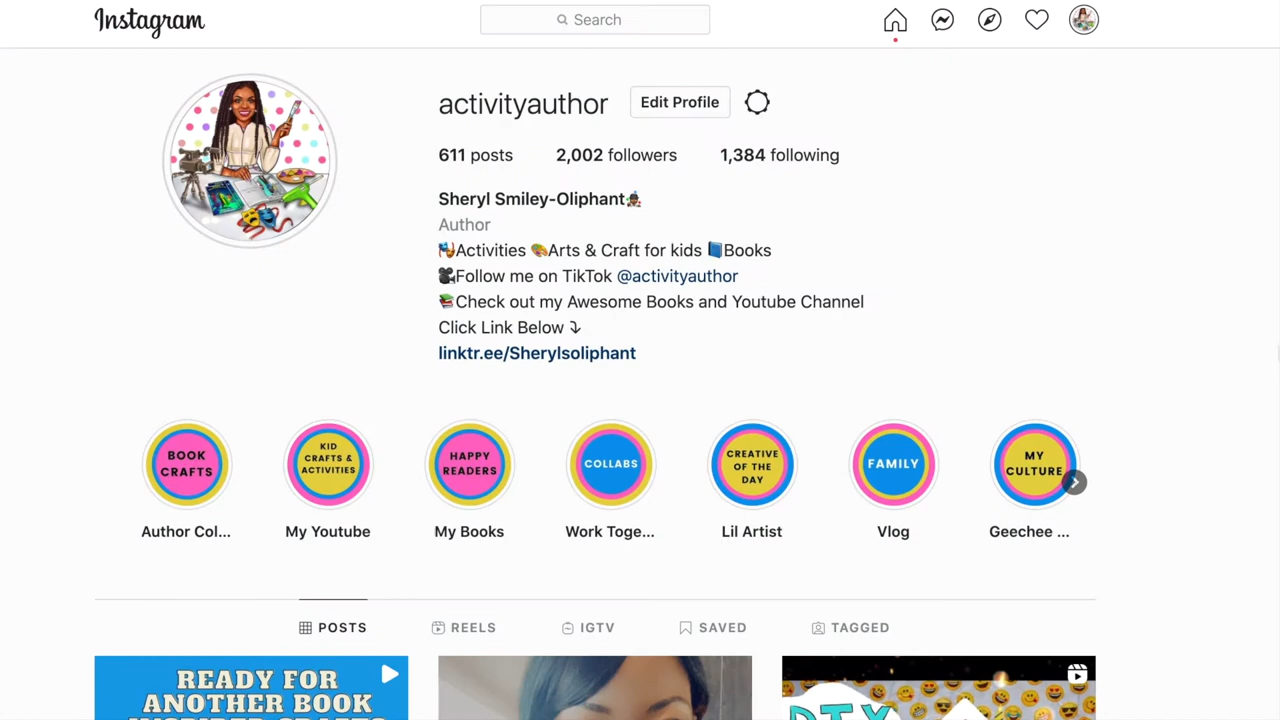 Instagram
Search
activityauthor
Edit Profile
611 posts
2,002 followers
1,384 following
Sheryl Smiley-Oliphant
Author
Activities Arts & Craft for kids Books
Follow me on TikTok @activityauthor
Check out my Awesome Books and Youtube Channel
Click Link Below
linktr.ee/Sherylsoliphant
BOOK
CRAFTS
KID
CRAFTS &
ACTIVITIES
HAPPY
READERS
COLLABS
CREATIVE
OF THE
DAY
FAMILY
MY
CULTURE
Author Col...
My Youtube
My Books
Work Toge...
Lil Artist
Vlog
Geechee ...
POSTS
REELS
IGTV
SAVED
TAGGED
READY FOR
ANOTHER BOOK
INSPIRED CRAFTS
DIY